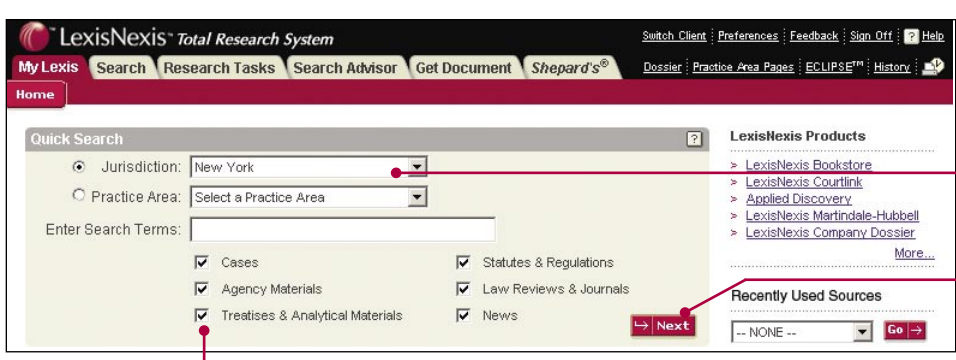 LexisNexis™ Total Research System
Switch Client Preferences Feedback Sign Off ? Help
My Lexis Search Research Tasks Search Advisor Get Document Shepard's®
Dossier Practice Area Pages ECLIPSE™ History
Home
Quick Search ?
Jurisdiction: New York
Practice Area: Select a Practice Area
Enter Search Terms:
Cases Statutes & Regulations
Agency Materials Law Reviews & Journals
Treatises & Analytical Materials News
Next
LexisNexis Products
> LexisNexis Bookstore
> LexisNexis Courtlink
> Applied Discovery
> LexisNexis Martindale-Hubbell
> LexisNexis Company Dossier
More...
Recently Used Sources
-- NONE -- Go